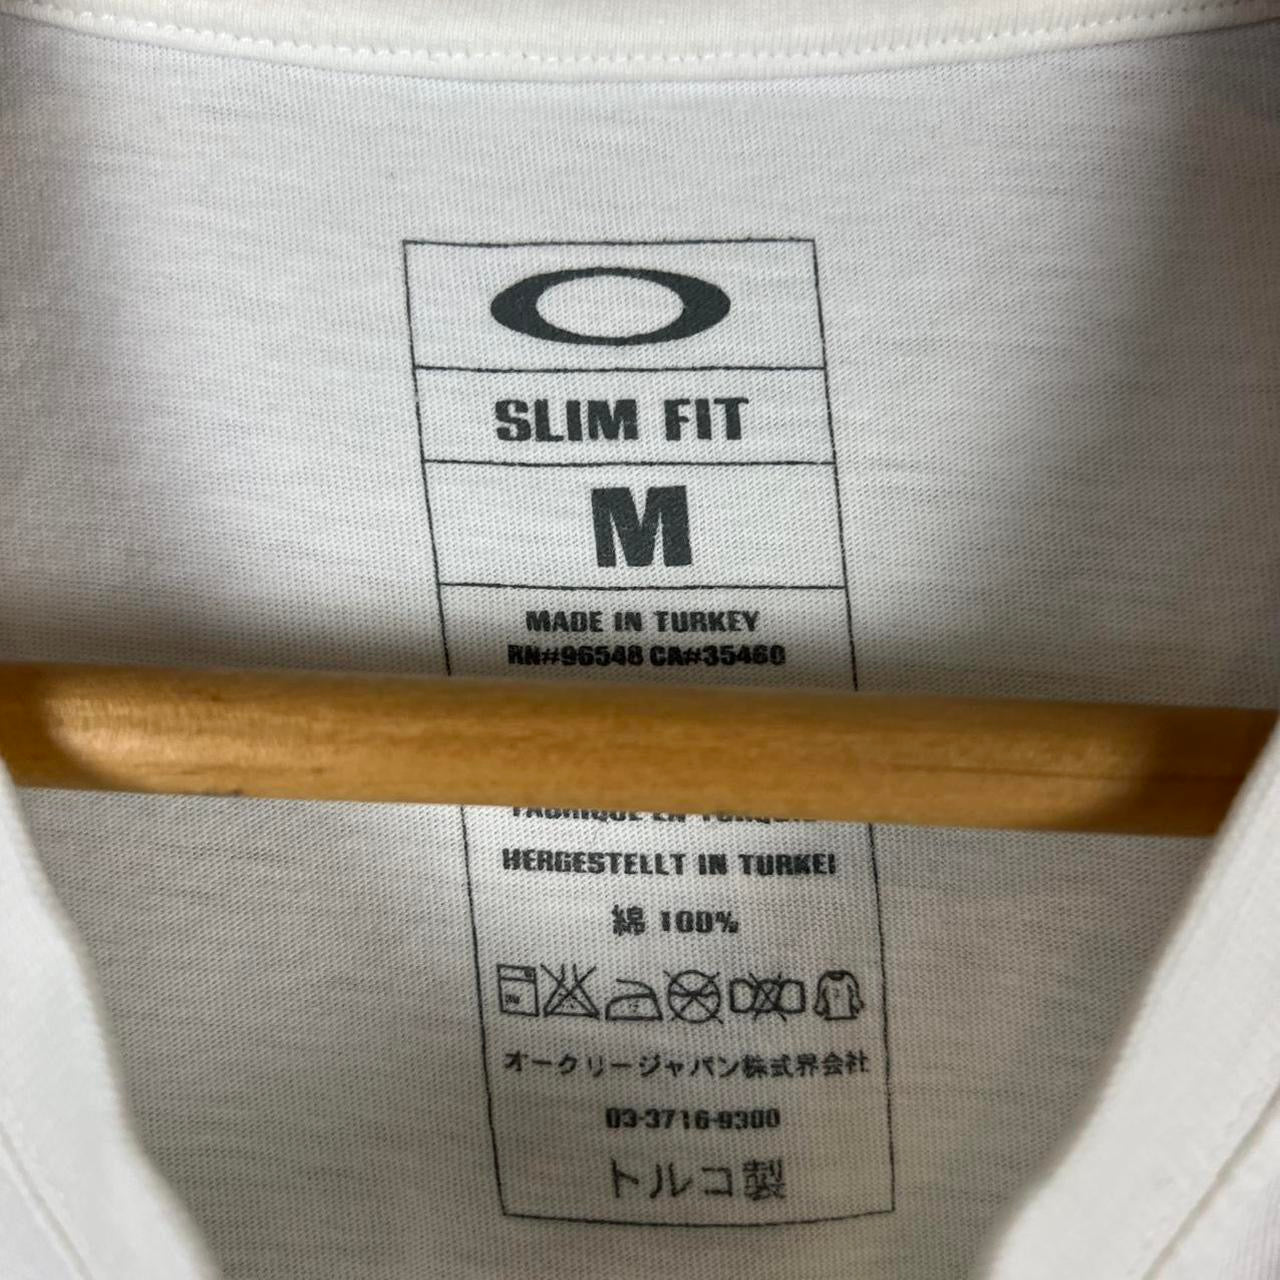 SLIM FIT
M
MADE IN TURKEY
RN#96548 CA#35460
HERGESTELLT IN TURKEI
綿 100%
オークリージャパン株式界会社
03-3716-9300
トルコ製